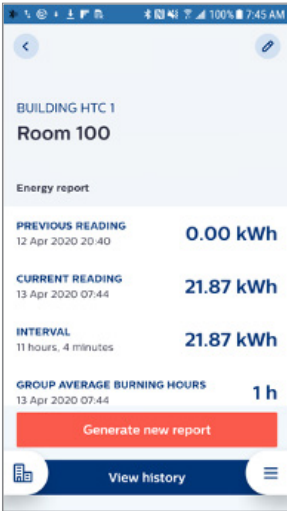 100% 7:45 AM
BUILDING HTC 1
Room 100
Energy report
PREVIOUS READING
12 Apr 2020 20:40
0.00 kWh
CURRENT READING
13 Apr 2020 07:44
21.87 kWh
INTERVAL
11 hours, 4 minutes
21.87 kWh
GROUP AVERAGE BURNING HOURS
13 Apr 2020 07:44
1 h
Generate new report
View history